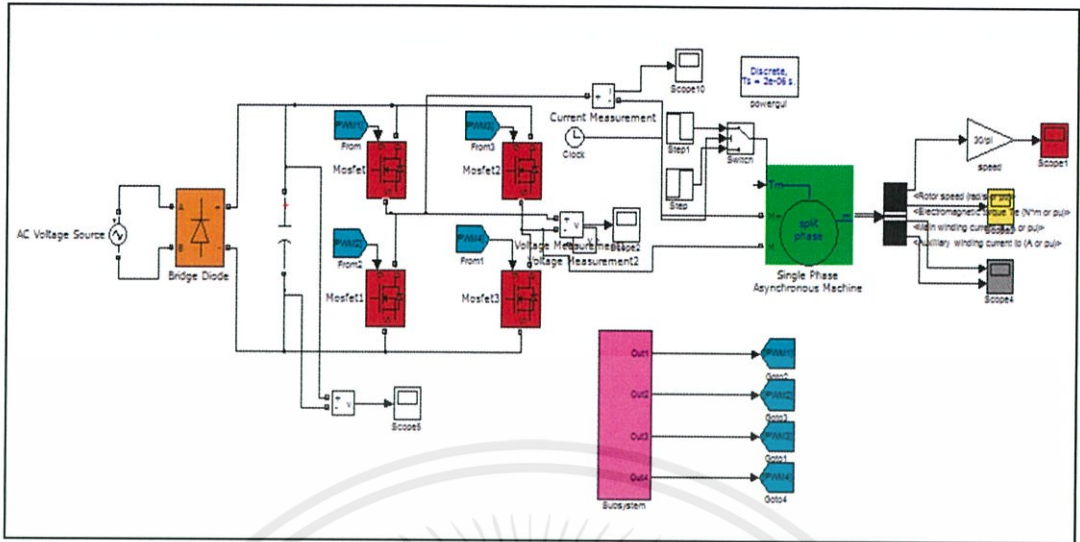 Discrete,
Ts = 2e-06 s.
powergui
Scope10
Current Measurement
Clock
Step1
Step
Switch
[PWM1]
From
Mosfet
[PWM3]
From3
Mosfet2
30/pi
speed
Scope1
AC Voltage Source
A
B
+
-
Bridge Diode
Tm
M+
M-
split
phase
m
Single Phase
Asynchronous Machine
<Rotor speed (rad/s or pu)>
<Electromagnetic torque Te (N*m or pu)>
<Main winding current Ia (A or pu)>
<Auxiliary winding current Ib (A or pu)>
Scope4
Voltage Measurement
Scope2
Voltage Measurement2
[PWM2]
From2
Mosfet1
[PWM4]
From1
Mosfet3
v
Scope5
Out1
Out2
Out3
Out4
Subsystem
[PWM1]
Goto2
[PWM2]
Goto3
[PWM3]
Goto1
[PWM4]
Goto4